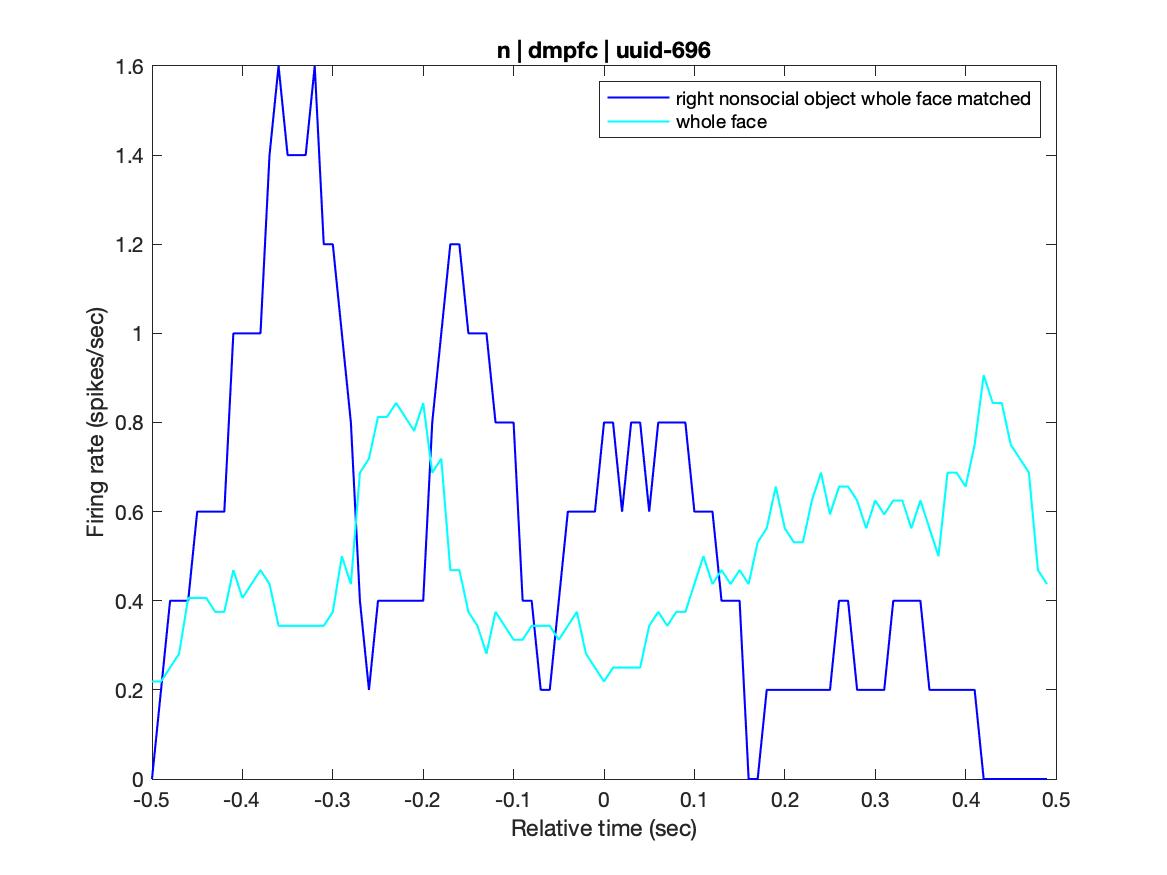 n | dmpfc | uuid-696
right nonsocial object whole face matched
whole face
Firing rate (spikes/sec)
1.6
1.4
1.2
1
0.8
0.6
0.4
0.2
0
-0.5 -0.4 -0.3 -0.2 -0.1 0 0.1 0.2 0.3 0.4 0.5
Relative time (sec)